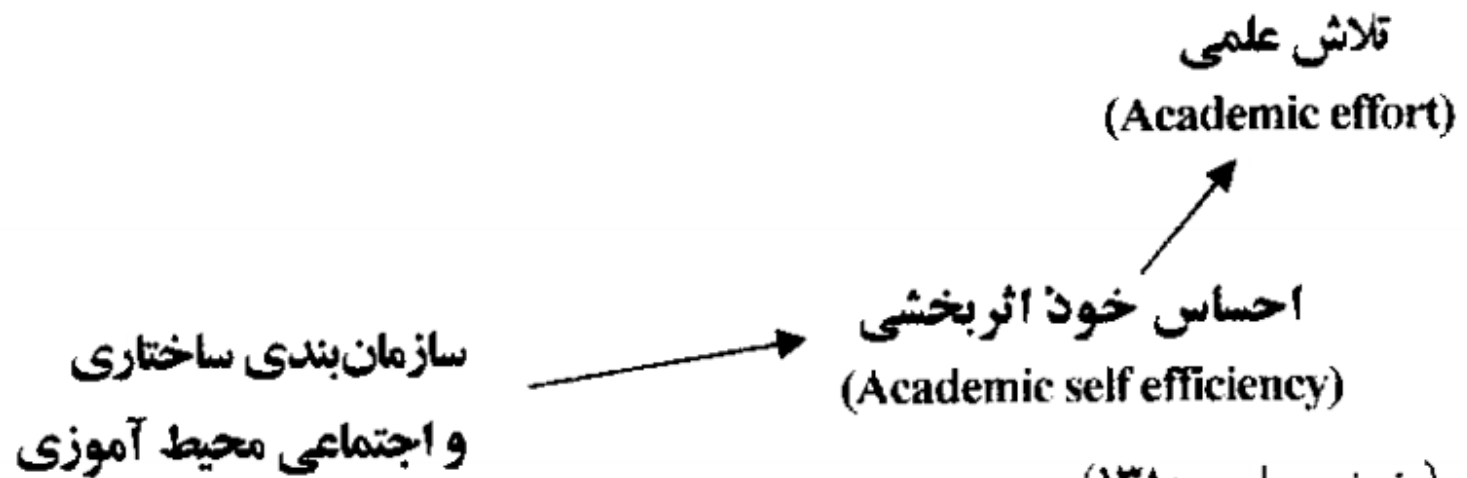 تلاش علمی
(Academic effort)
احساس خود اثربخشی
(Academic self efficiency)
سازمان‌بندی ساختاری
و اجتماعی محیط آموزی